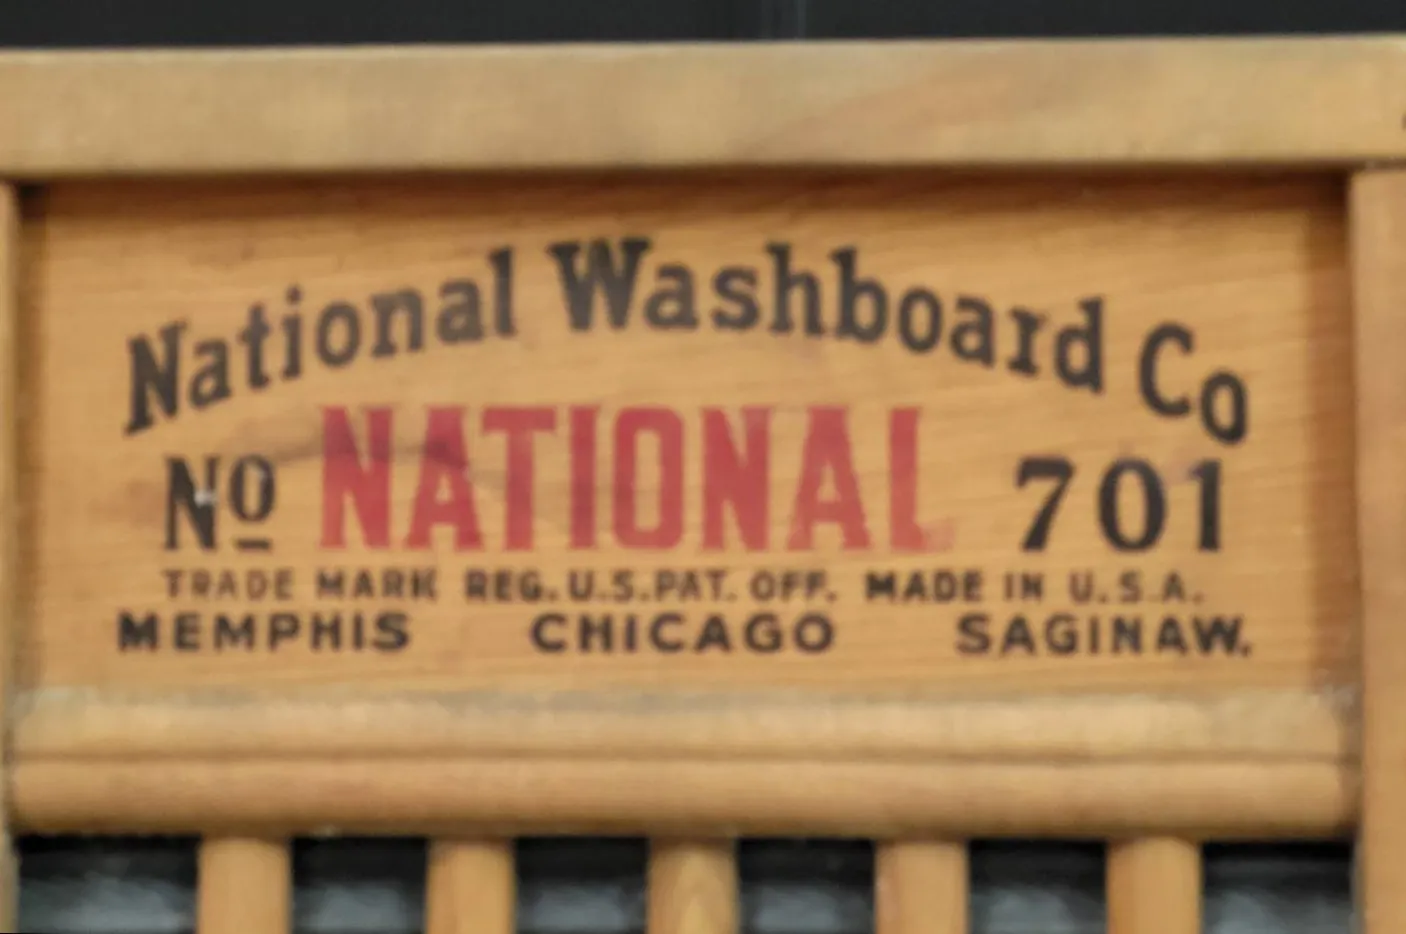 National Washboard Co
No NATIONAL 701
TRADE MARK REG. U.S. PAT. OFF. MADE IN U.S.A.
MEMPHIS CHICAGO SAGINAW.